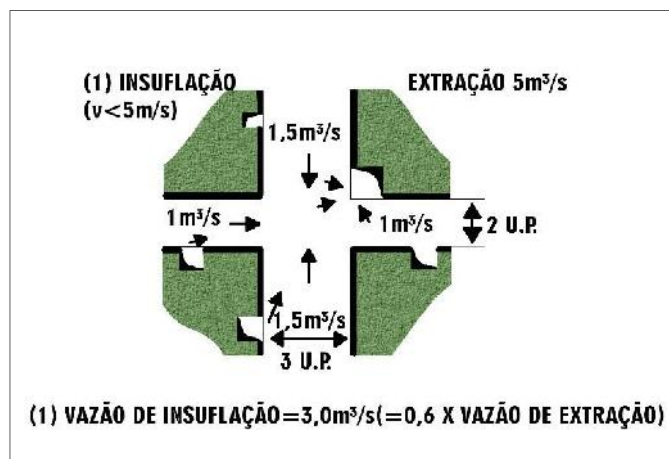 (1) INSUFLAÇÃO
(v<5m/s)
EXTRAÇÃO 5m³/s
1,5m³/s
1m³/s
1m³/s
2 U.P.
1,5m³/s
3 U.P.
(1) VAZÃO DE INSUFLAÇÃO=3,0m³/s(=0,6 X VAZÃO DE EXTRAÇÃO)